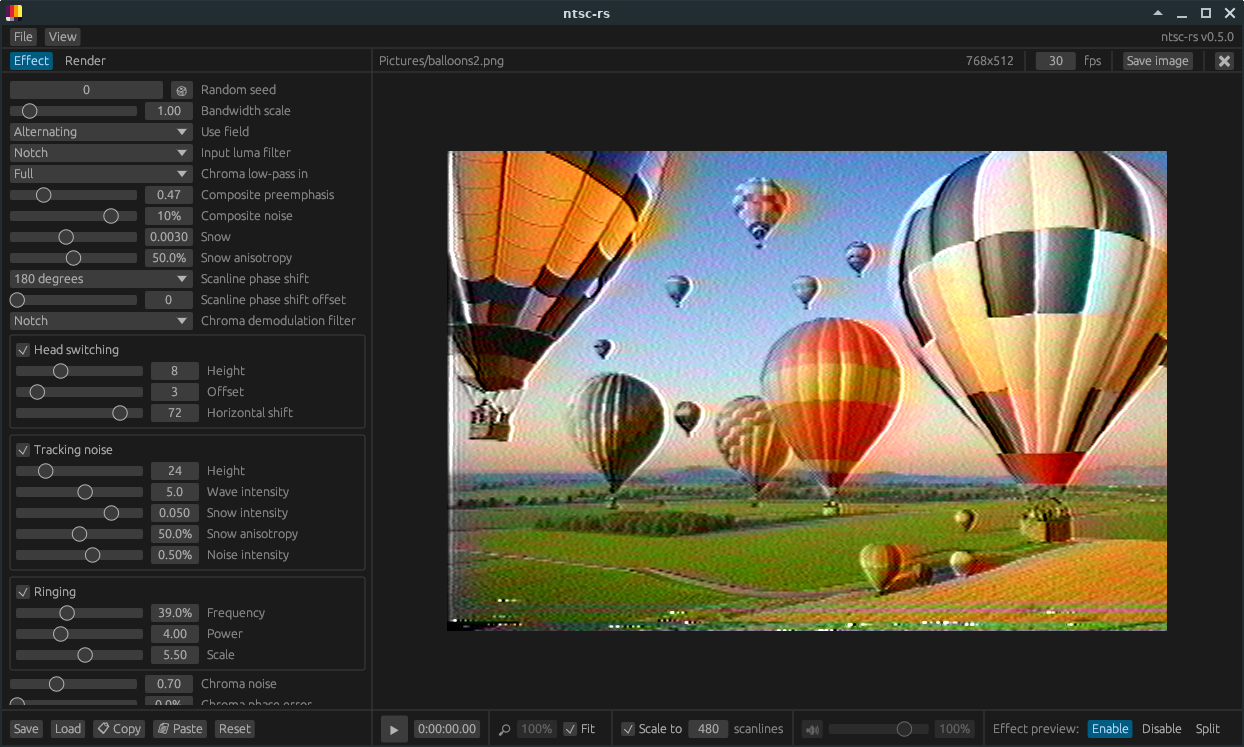 ntsc-rs
File View ntsc-rs v0.5.0
Effect Render Pictures/balloons2.png 768x512 30 fps Save image
0 Random seed
1.00 Bandwidth scale
Alternating Use field
Notch Input luma filter
Full Chroma low-pass in
0.47 Composite preemphasis
10% Composite noise
0.0030 Snow
50.0% Snow anisotropy
180 degrees Scanline phase shift
0 Scanline phase shift offset
Notch Chroma demodulation filter
Head switching
8 Height
3 Offset
72 Horizontal shift
Tracking noise
24 Height
5.0 Wave intensity
0.050 Snow intensity
50.0% Snow anisotropy
0.50% Noise intensity
Ringing
39.0% Frequency
4.00 Power
5.50 Scale
0.70 Chroma noise
0.0% Chroma phase error
Save Load Copy Paste Reset 0:00:00.00 100% Fit Scale to 480 scanlines 100% Effect preview: Enable Disable Split